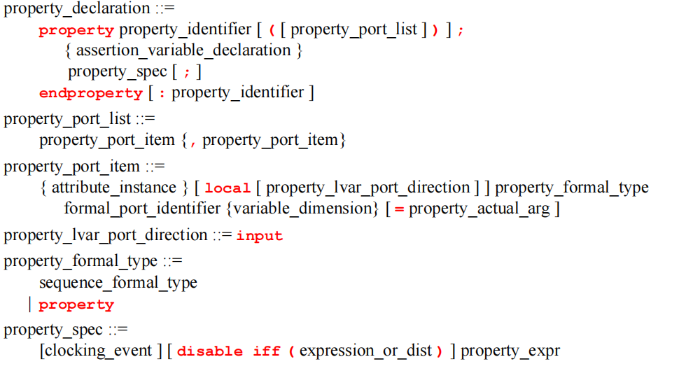 property_declaration ::=
property property_identifier [ ( [ property_port_list ] ) ] ;
{ assertion_variable_declaration }
property_spec [ ; ]
endproperty [ : property_identifier ]
property_port_list ::=
property_port_item { , property_port_item}
property_port_item ::=
{ attribute_instance } [ local [ property_lvar_port_direction ] ] property_formal_type
formal_port_identifier {variable_dimension} [ = property_actual_arg ]
property_lvar_port_direction ::= input
property_formal_type ::=
sequence_formal_type
| property
property_spec ::=
[clocking_event ] [ disable iff ( expression_or_dist ) ] property_expr